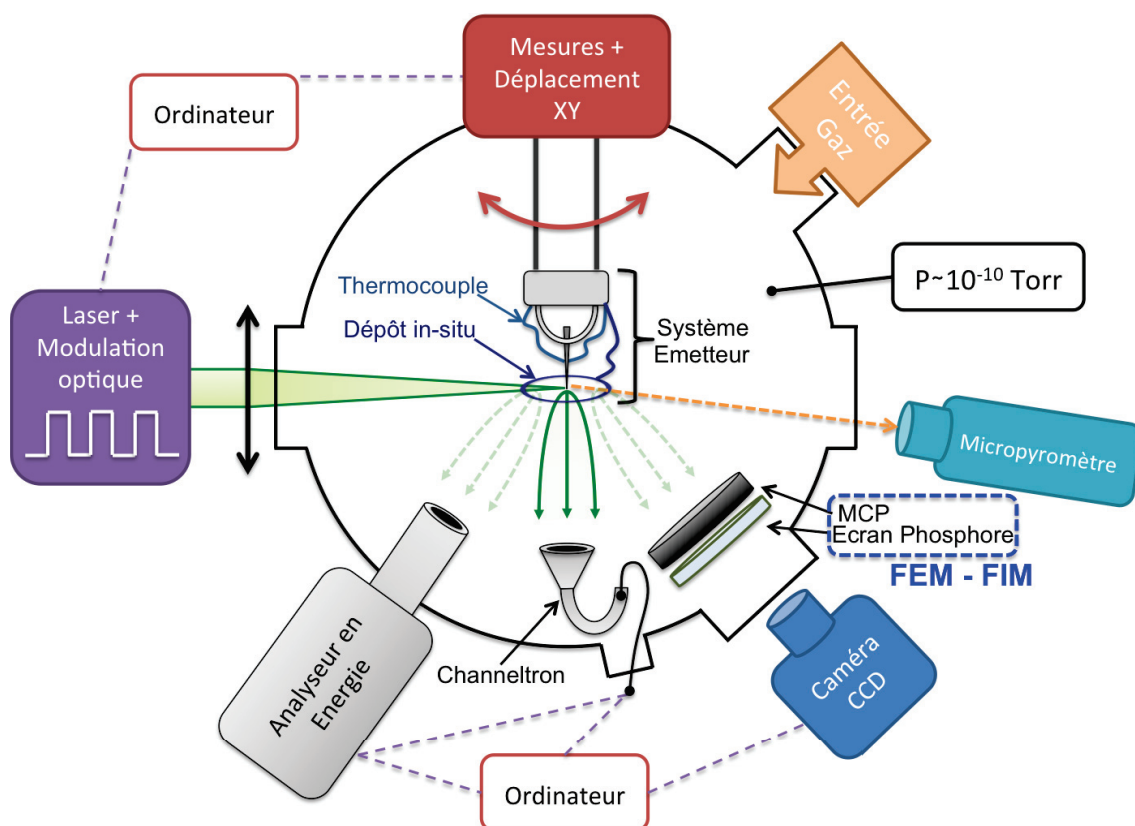 Mesures +
Déplacement
XY
Ordinateur
Entrée
Gaz
P~10⁻¹⁰ Torr
Laser +
Modulation
optique
Thermocouple
Dépôt in-situ
Système
Emetteur
Micropyromètre
MCP
Ecran Phosphore
FEM - FIM
Analyseur en
Energie
Channeltron
Caméra
CCD
Ordinateur